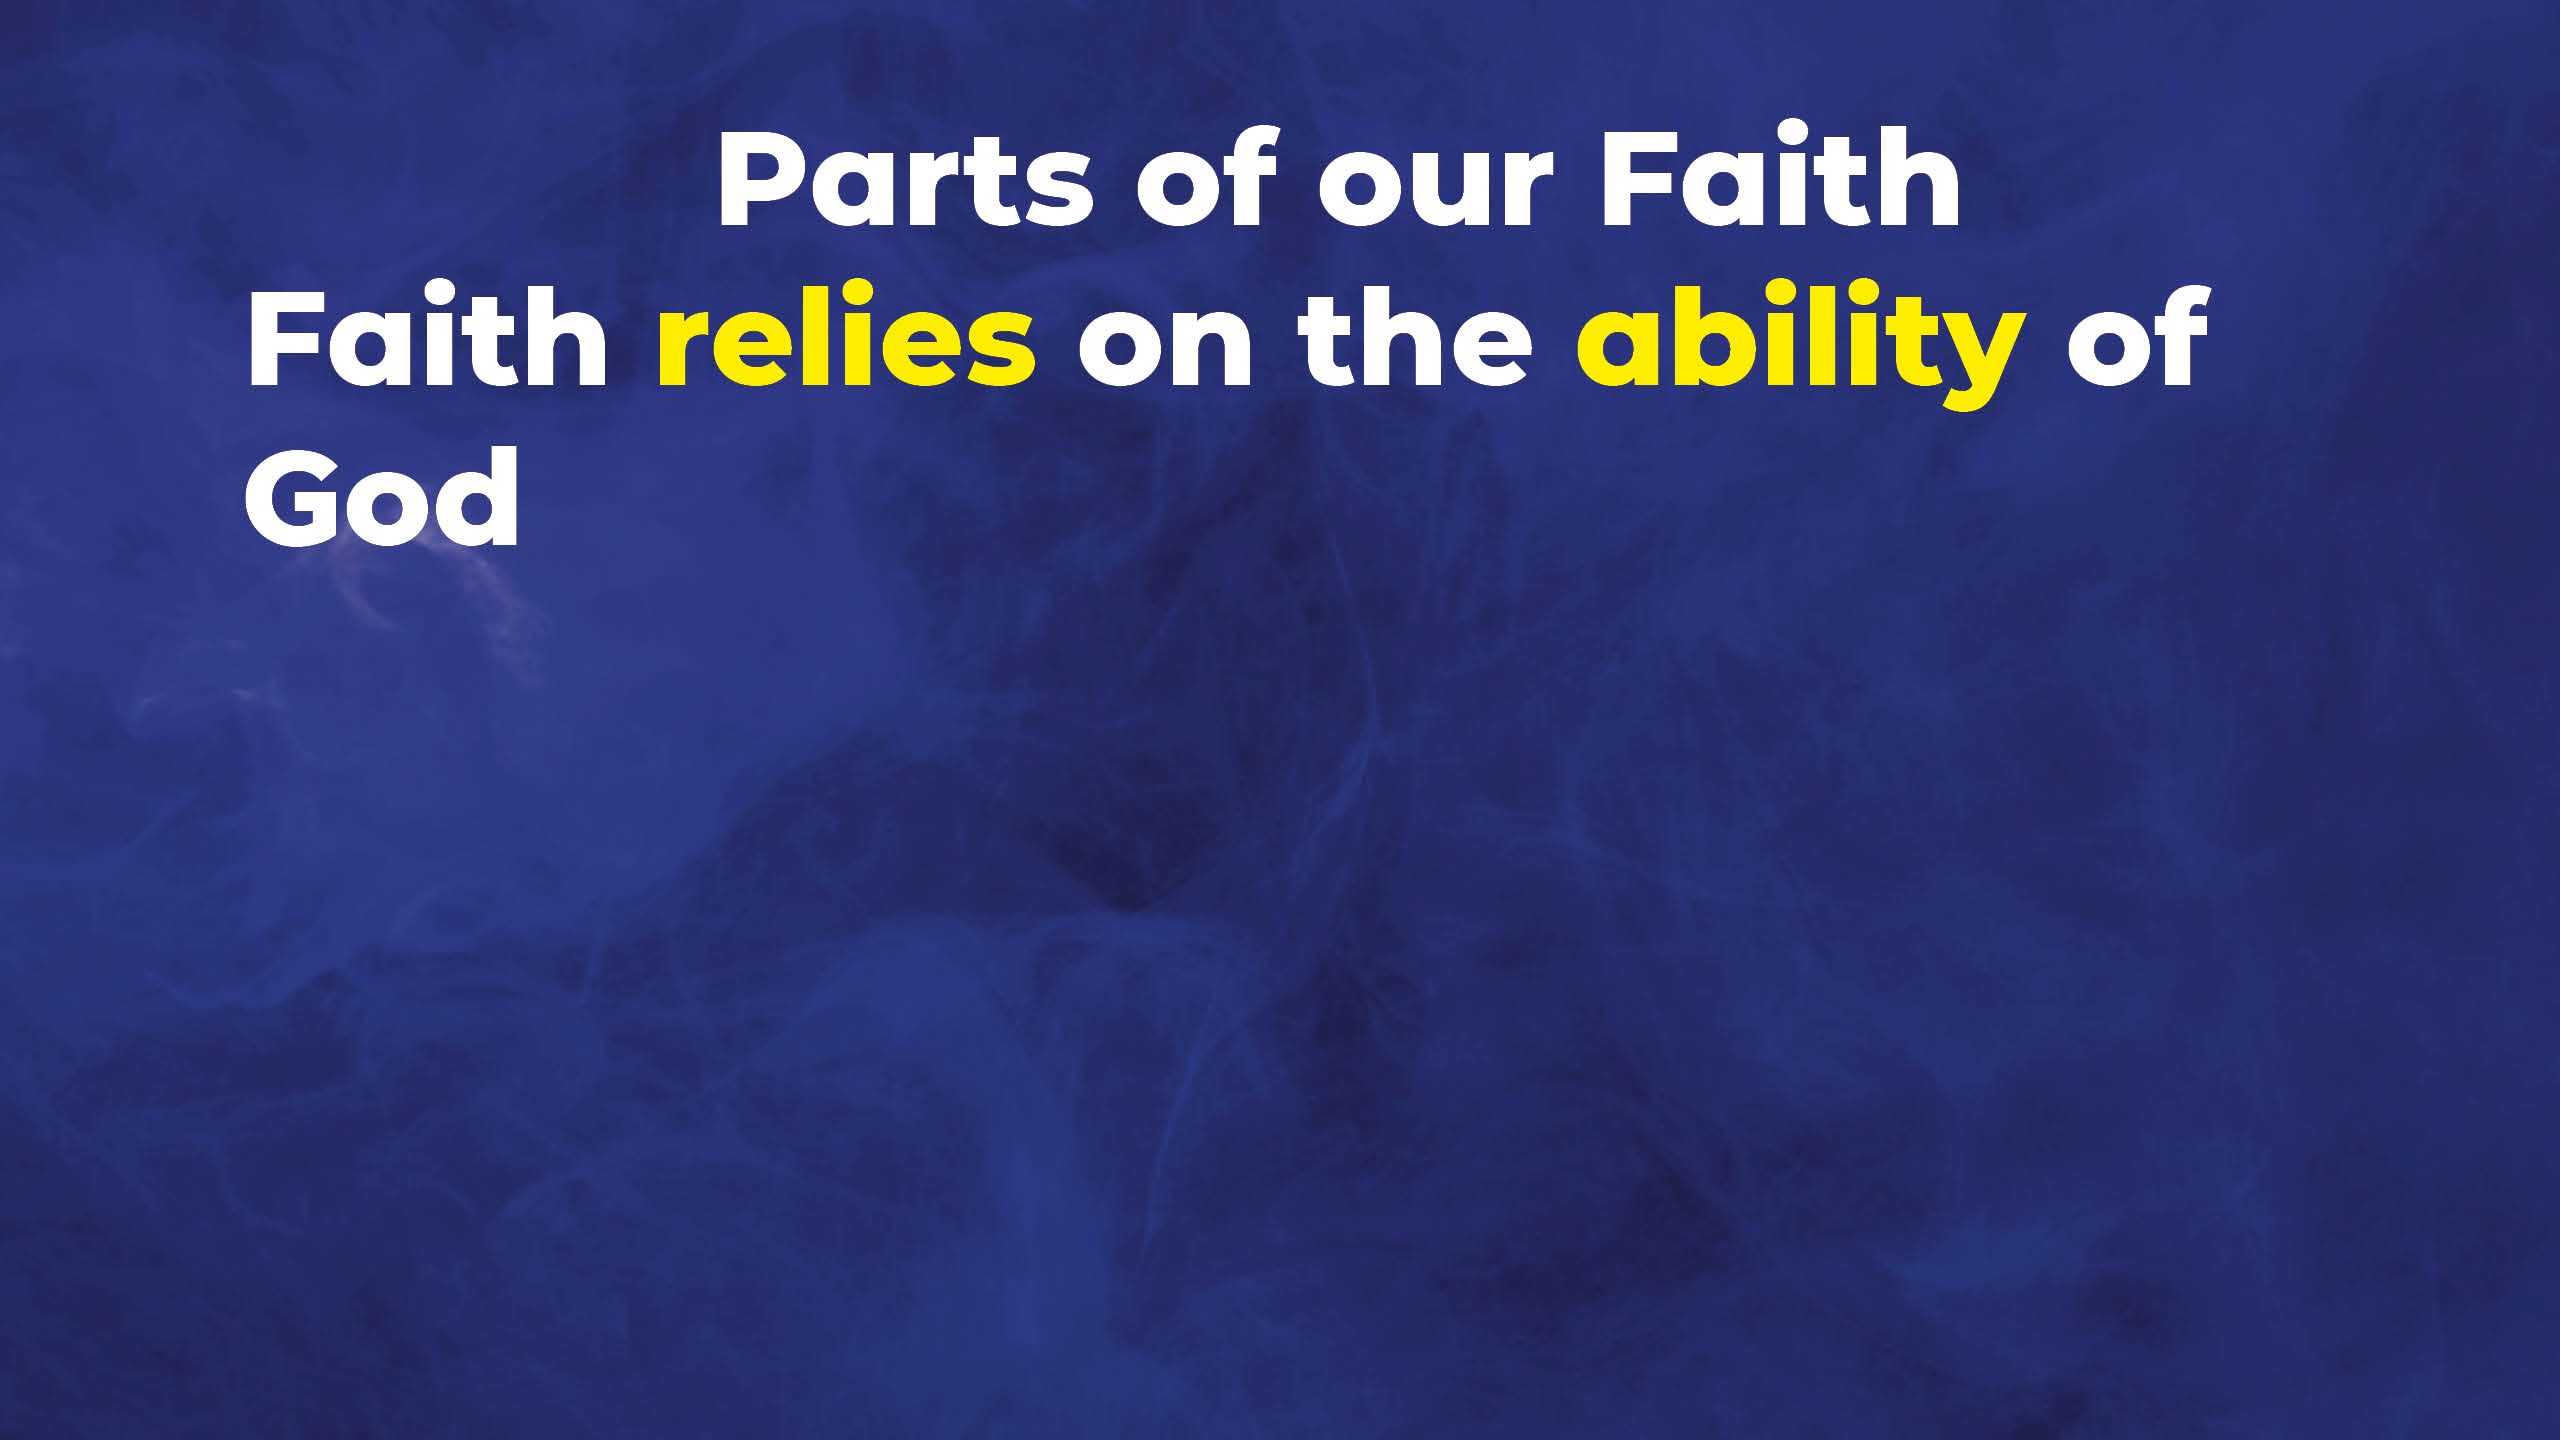 Parts of our Faith
Faith relies on the ability of
God